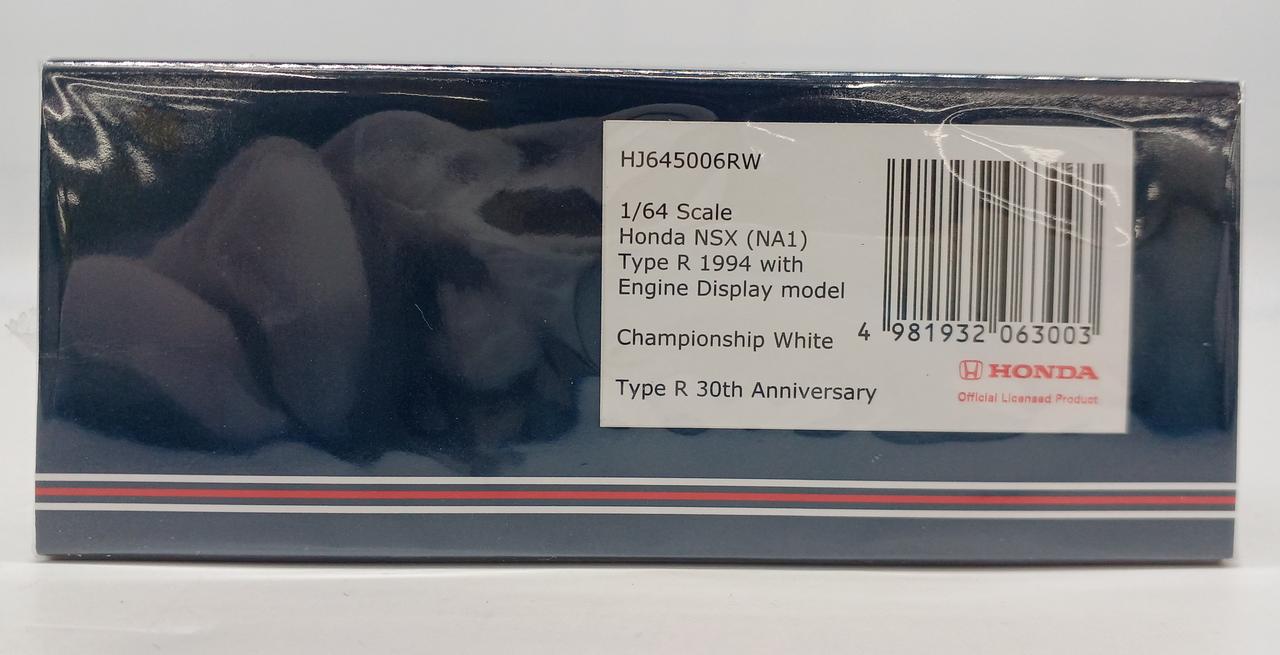 HJ645006RW
1/64 Scale
Honda NSX (NA1)
Type R 1994 with
Engine Display model
Championship White
Type R 30th Anniversary
4 981932 063003
HONDA
Official Licensed Product